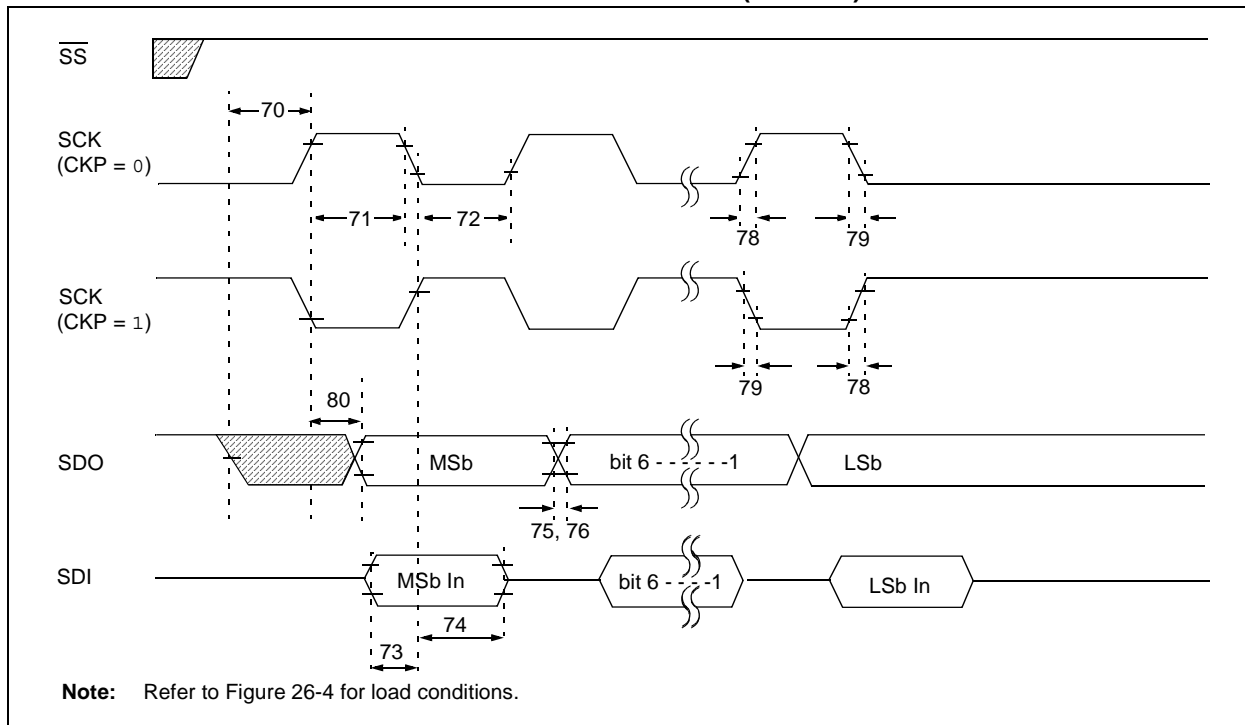 SS
70
SCK
(CKP = 0)
71
72
78
79
SCK
(CKP = 1)
79
78
80
SDO
MSb
bit 6 - - - - - -1
LSb
75, 76
SDI
MSb In
bit 6 - - - - -1
LSb In
74
73
Note: Refer to Figure 26-4 for load conditions.